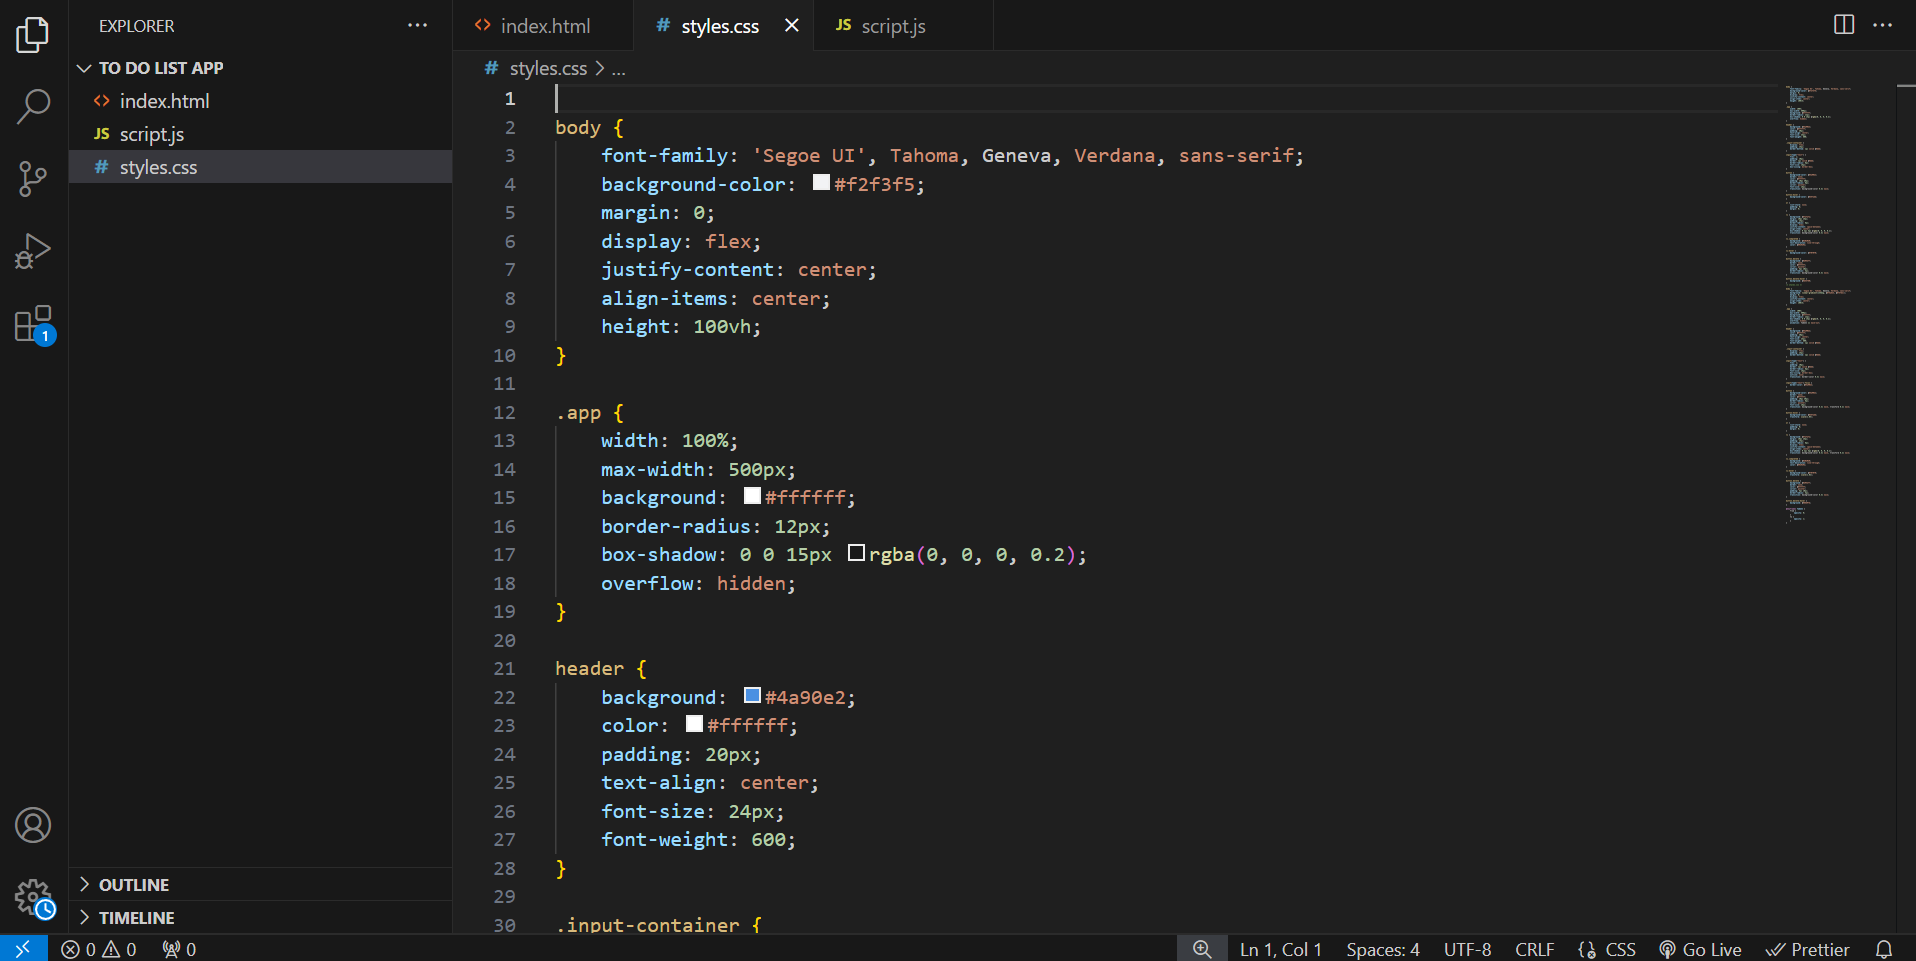 EXPLORER
TO DO LIST APP
<> index.html
JS script.js
# styles.css
OUTLINE
TIMELINE
1
<> index.html
# styles.css
JS script.js
# styles.css > ...
1
2 body {
3     font-family: 'Segoe UI', Tahoma, Geneva, Verdana, sans-serif;
4     background-color: #f2f3f5;
5     margin: 0;
6     display: flex;
7     justify-content: center;
8     align-items: center;
9     height: 100vh;
10 }
11
12 .app {
13     width: 100%;
14     max-width: 500px;
15     background: #ffffff;
16     border-radius: 12px;
17     box-shadow: 0 0 15px rgba(0, 0, 0, 0.2);
18     overflow: hidden;
19 }
20
21 header {
22     background: #4a90e2;
23     color: #ffffff;
24     padding: 20px;
25     text-align: center;
26     font-size: 24px;
27     font-weight: 600;
28 }
29
30 .input-container {
0 0 0 Ln 1, Col 1 Spaces: 4 UTF-8 CRLF {} CSS Go Live Prettier